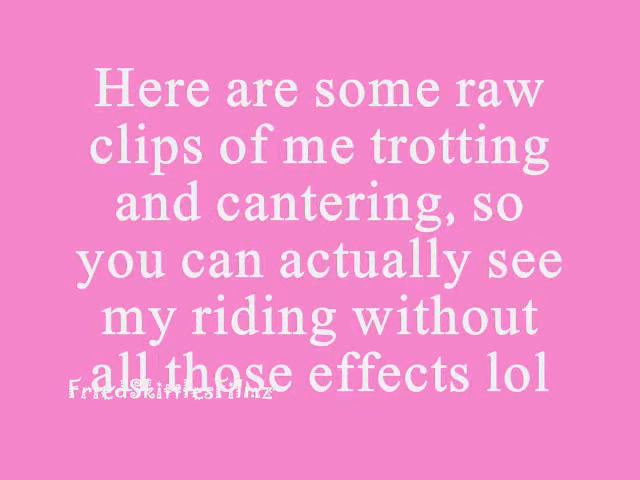 Here are some raw
clips of me trotting
and cantering, so
you can actually see
my riding without
all those effects lol
FriedSkittlesFilmz